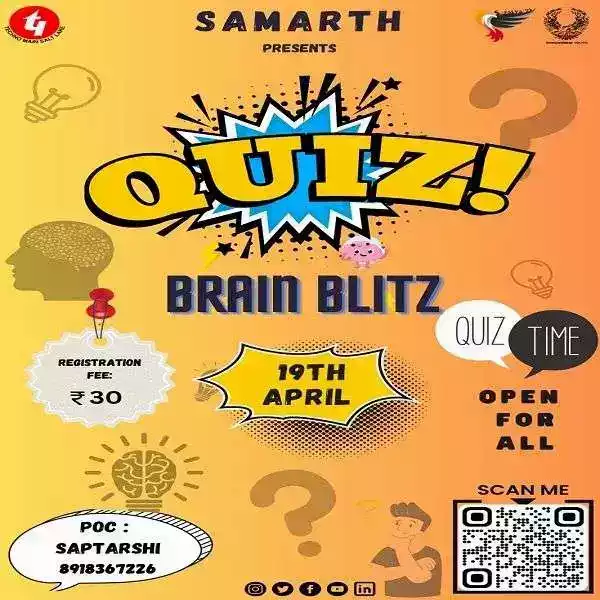 SAMARTH
PRESENTS
QUIZ!
BRAIN BLITZ
QUIZ
TIME
REGISTRATION
FEE:
₹30
19TH
APRIL
OPEN
FOR
ALL
SCAN ME
POC :
SAPTARSHI
8918367226